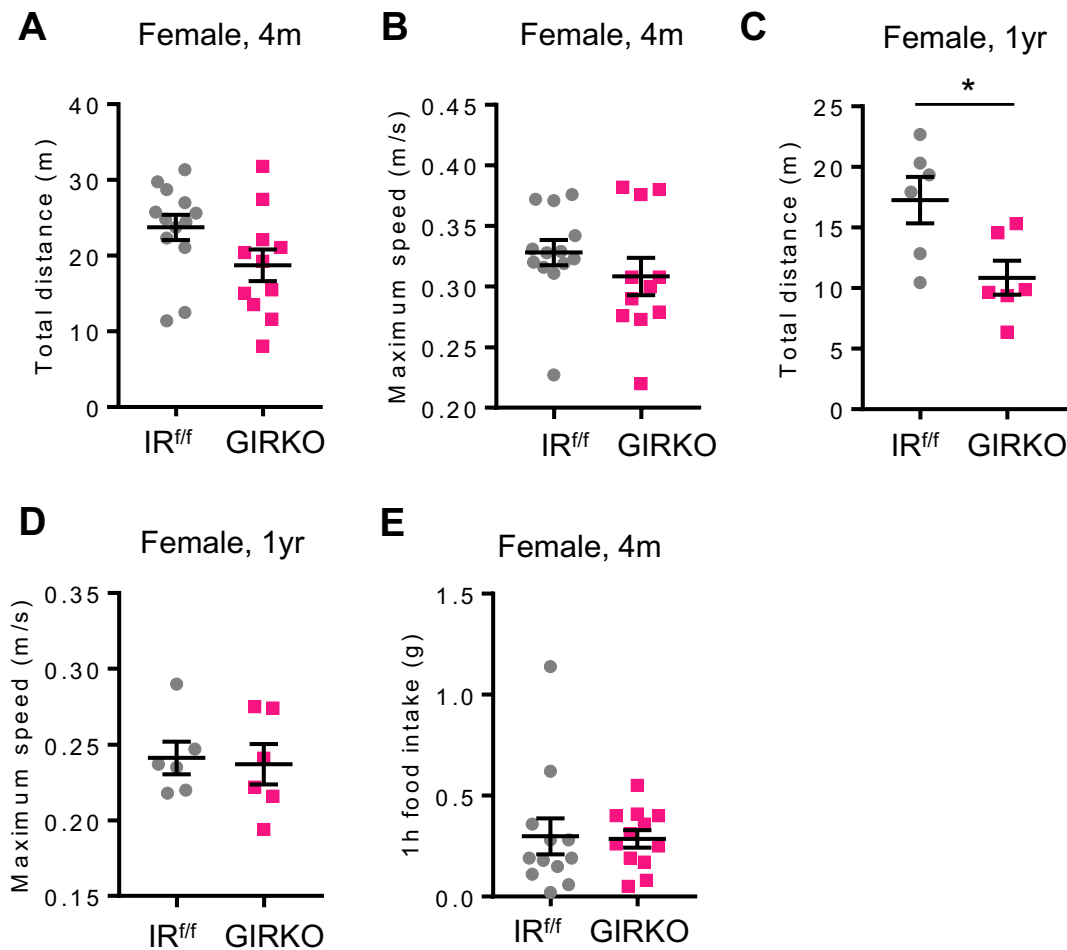 A
Female, 4m
Total distance (m)
40
30
20
10
0
IRf/f
GIRKO
B
Female, 4m
Maximum speed (m/s)
0.45
0.40
0.35
0.30
0.25
0.20
IRf/f
GIRKO
C
Female, 1yr
*
Total distance (m)
25
20
15
10
5
0
IRf/f
GIRKO
D
Female, 1yr
Maximum speed (m/s)
0.35
0.30
0.25
0.20
0.15
IRf/f
GIRKO
E
Female, 4m
1h food intake (g)
1.5
1.0
0.5
0.0
IRf/f
GIRKO